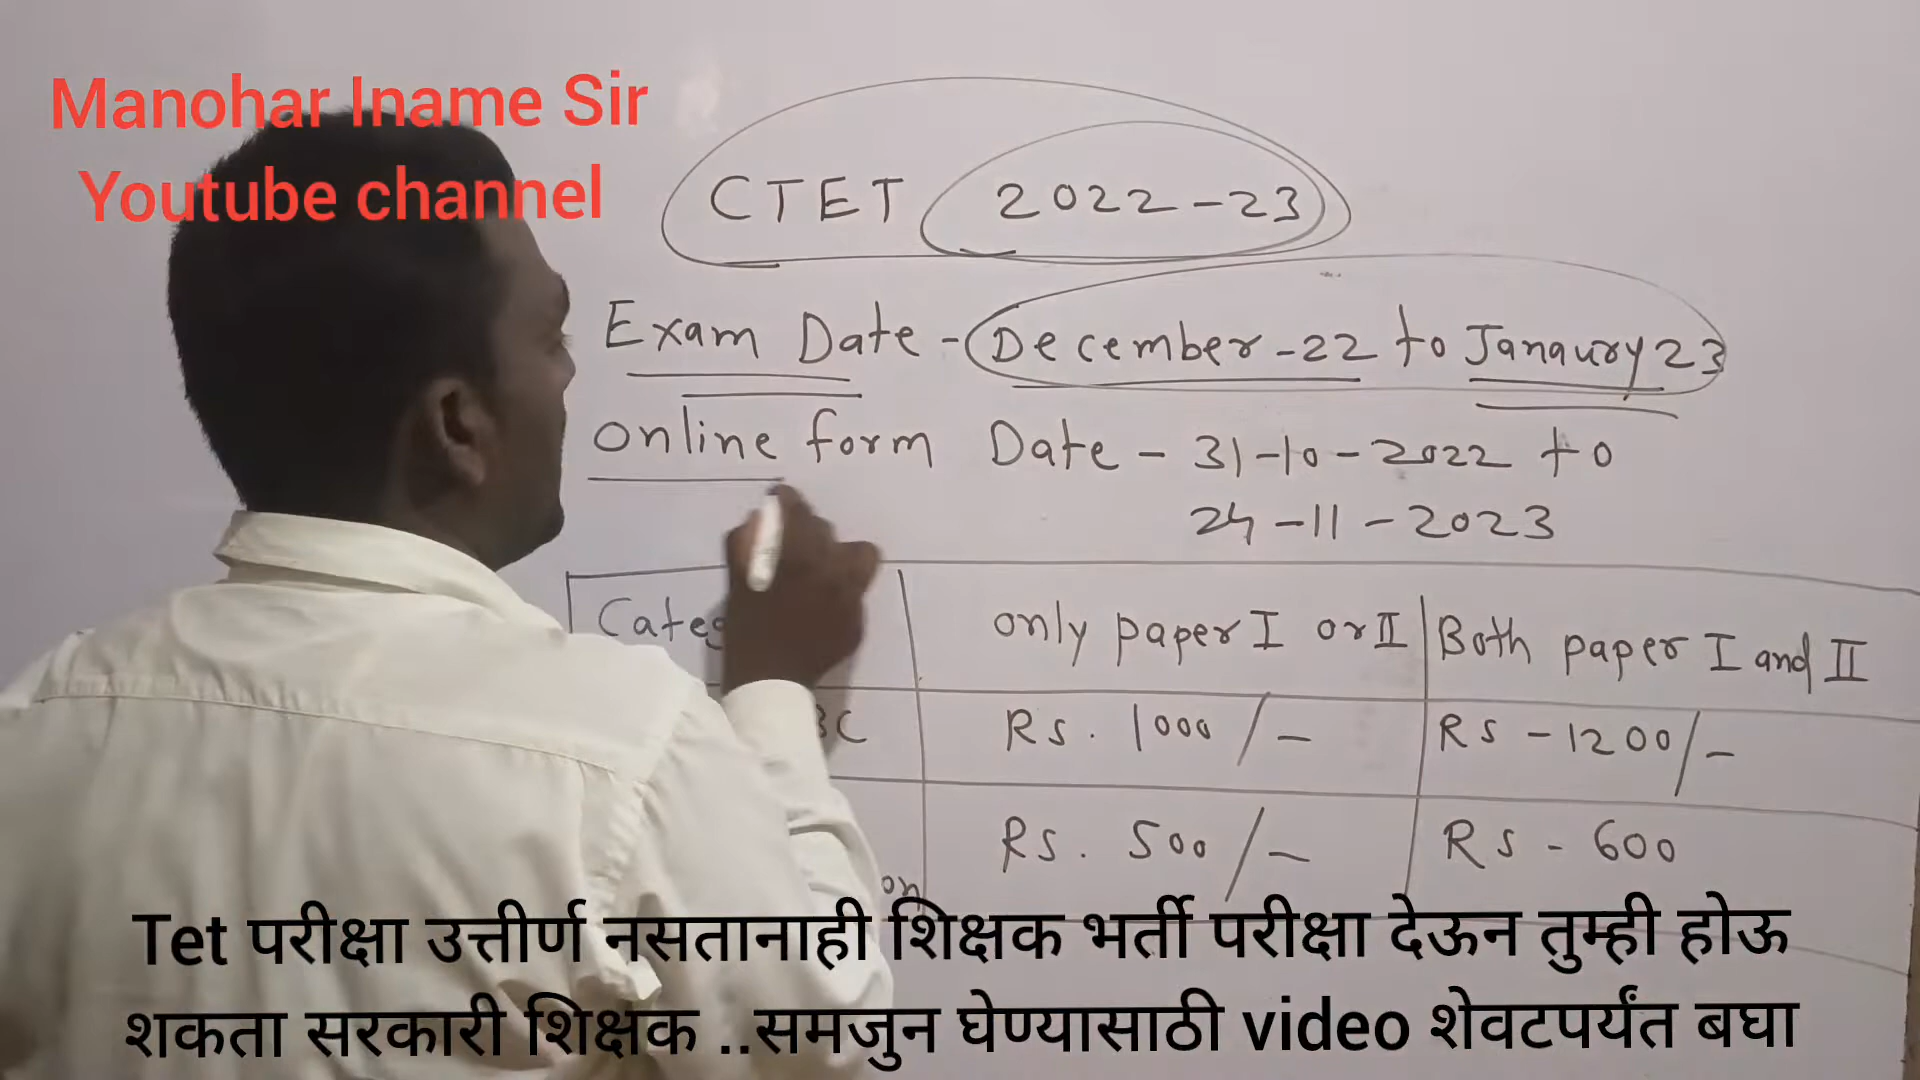 Manohar Iname Sir
Youtube channel
CTET 2022-23
Exam Date - December-22 to Janaury 23
online form Date - 31-10-2022 to
24-11-2023
only paper I or II Both paper I and II
Rs. 1000/- Rs - 1200/-
Rs. 500/- Rs - 600
on
Tet परीक्षा उत्तीर्ण नसतानाही शिक्षक भर्ती परीक्षा देऊन तुम्ही होऊ
शकता सरकारी शिक्षक ..समजुन घेण्यासाठी video शेवटपर्यंत बघा